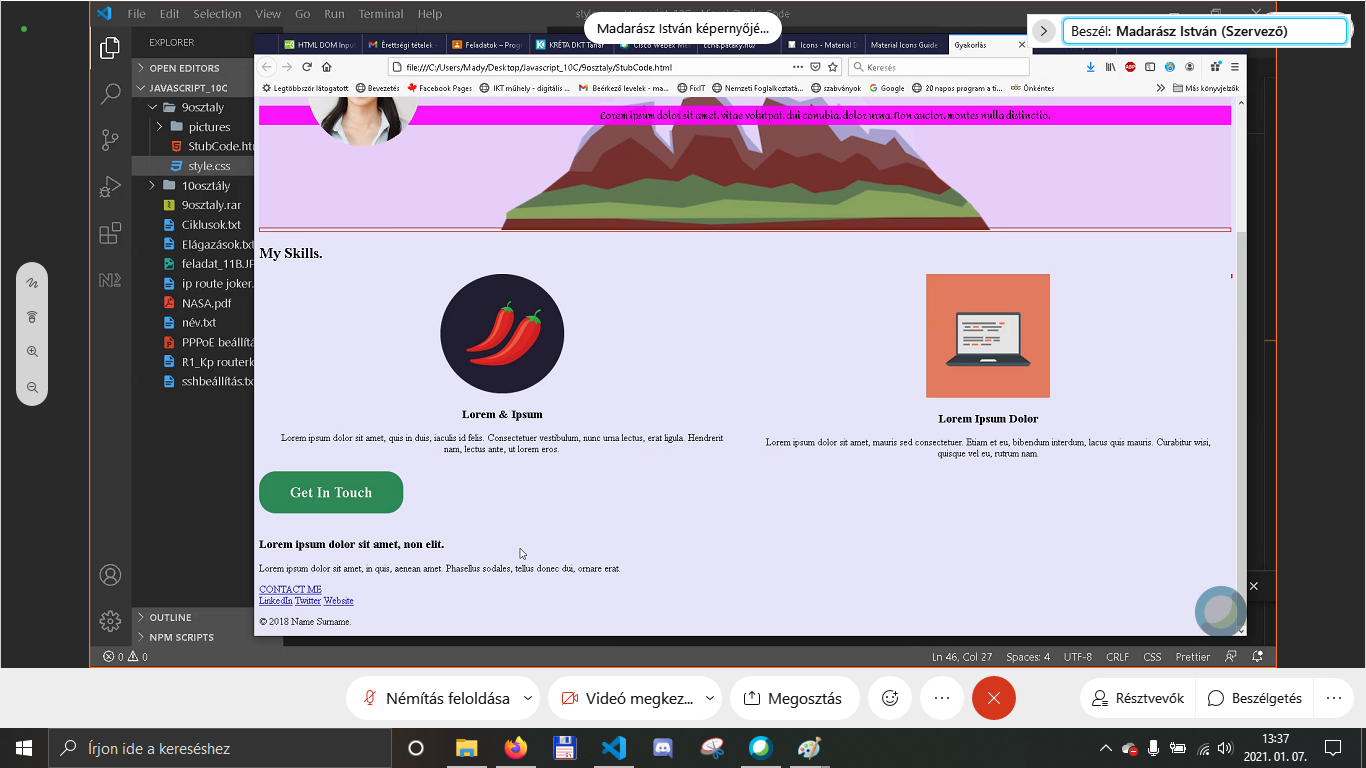 File Edit Selection View Go Run Terminal Help
Madarász István képernyőjé...
Beszél: Madarász István (Szervező)
EXPLORER
OPEN EDITORS
JAVASCRIPT_10C
9osztaly
pictures
StubCode.ht
style.css
10osztály
9osztaly.rar
Ciklusok.txt
Elágazások.txt
feladat_11B.JF
ip route joker.
NASA.pdf
név.txt
PPPoE beállítá
R1_Kp routerk
sshbeállítás.tx
OUTLINE
NPM SCRIPTS
HTML DOM Input
Érettségi tételek -
Feladatok – Progr
KRÉTA DKT Tanár
Cisco Webex Me
ccna.pataky.hu/
Icons - Material D
Material Icons Guide
Gyakorlás
file:///C:/Users/Mady/Desktop/Javascript_10C/9osztaly/StubCode.html
Keresés
Legtöbbször látogatott Bevezetés Facebook Pages IKT műhely - digitális ... Beérkező levelek - ma... FixIT Nemzeti Foglalkoztatá... szabványok Google 20 napos program a ti... Önkéntes Más könyvjelzők
Lorem ipsum dolor sit amet, vitae volutpat, dui conubia, dolor urna. Non auctor, montes nulla distinctio.
My Skills.
Lorem & Ipsum
Lorem ipsum dolor sit amet, quis in duis, iaculis id felis. Consectetuer vestibulum, nunc urna lectus, erat ligula. Hendrerit
nam, lectus ante, ut lorem eros.
Lorem Ipsum Dolor
Lorem ipsum dolor sit amet, mauris sed consectetuer. Etiam et eu, bibendum interdum, lacus quis mauris. Curabitur wisi,
quisque vel eu, rutrum nam.
Get In Touch
Lorem ipsum dolor sit amet, non elit.
Lorem ipsum dolor sit amet, in quis, aenean amet. Phasellus sodales, tellus donec dui, ornare erat.
CONTACT ME
LinkedIn Twitter Website
© 2018 Name Surname.
0 0
Ln 46, Col 27 Spaces: 4 UTF-8 CRLF CSS Prettier
Némítás feloldása
Videó megkez...
Megosztás
Résztvevők
Beszélgetés
Írjon ide a kereséshez
13:37
2021. 01. 07.